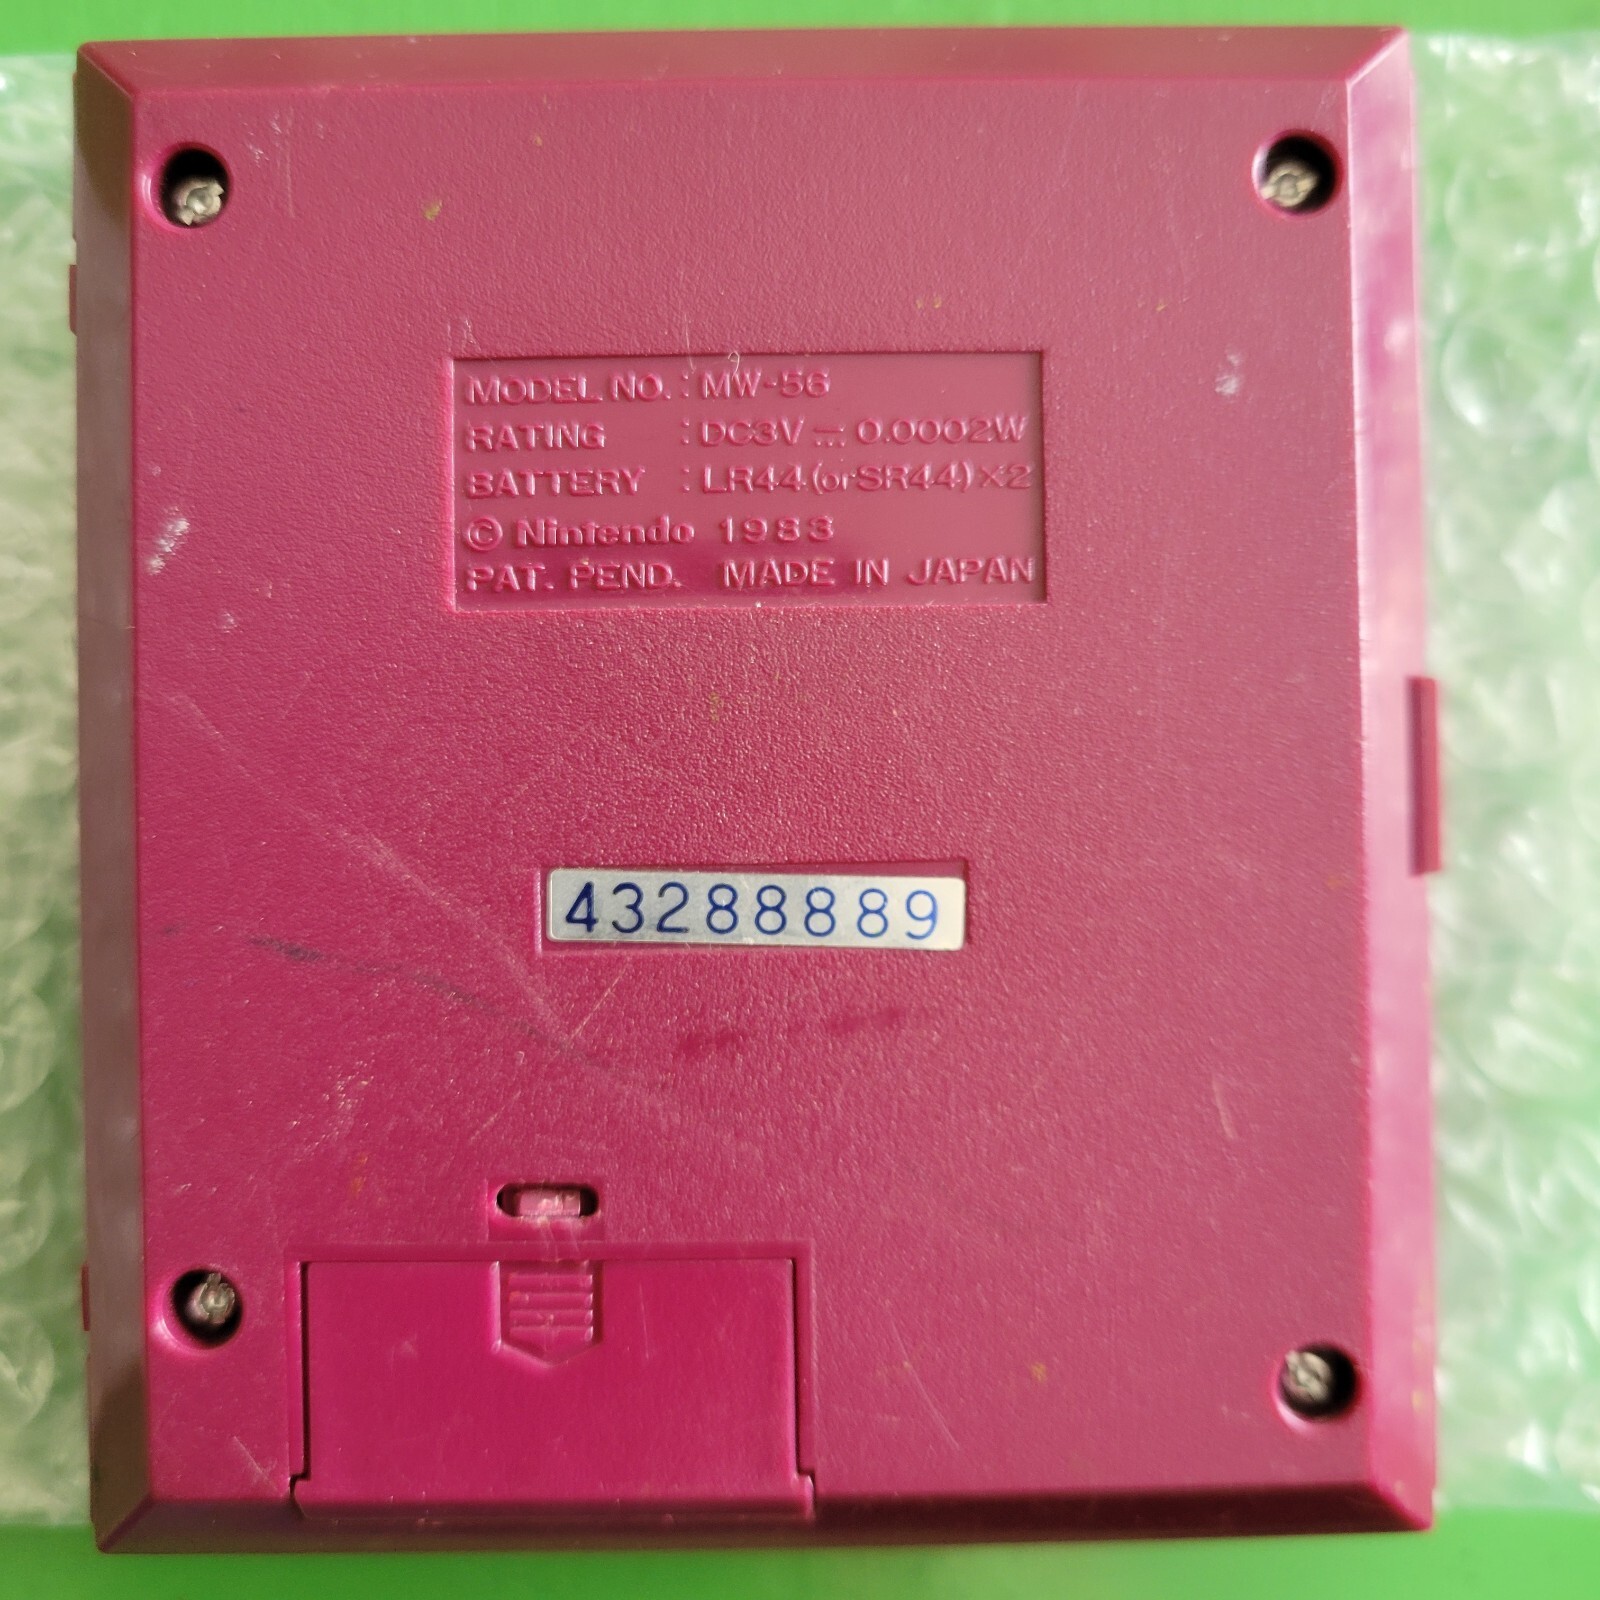 MODEL NO. : MW-56
RATING : DC3V ⎓ 0.0002W
BATTERY : LR44 (or SR44) ×2
© Nintendo 1983
PAT. PEND. MADE IN JAPAN
43288889